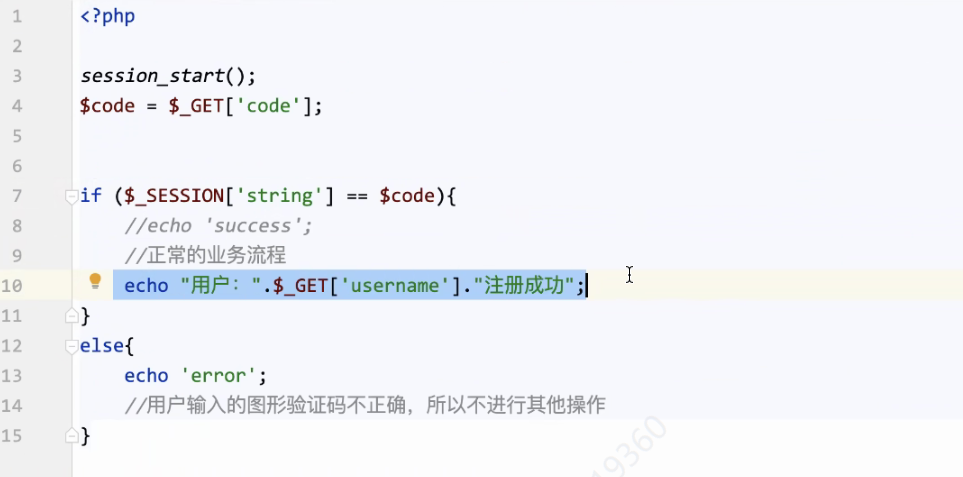 1 <?php
2
3 session_start();
4 $code = $_GET['code'];
5
6
7 if ($_SESSION['string'] == $code){
8 //echo 'success';
9 //正常的业务流程
10 echo "用户：".$_GET['username']."注册成功";
11 }
12 else{
13 echo 'error';
14 //用户输入的图形验证码不正确，所以不进行其他操作
15 }
19360